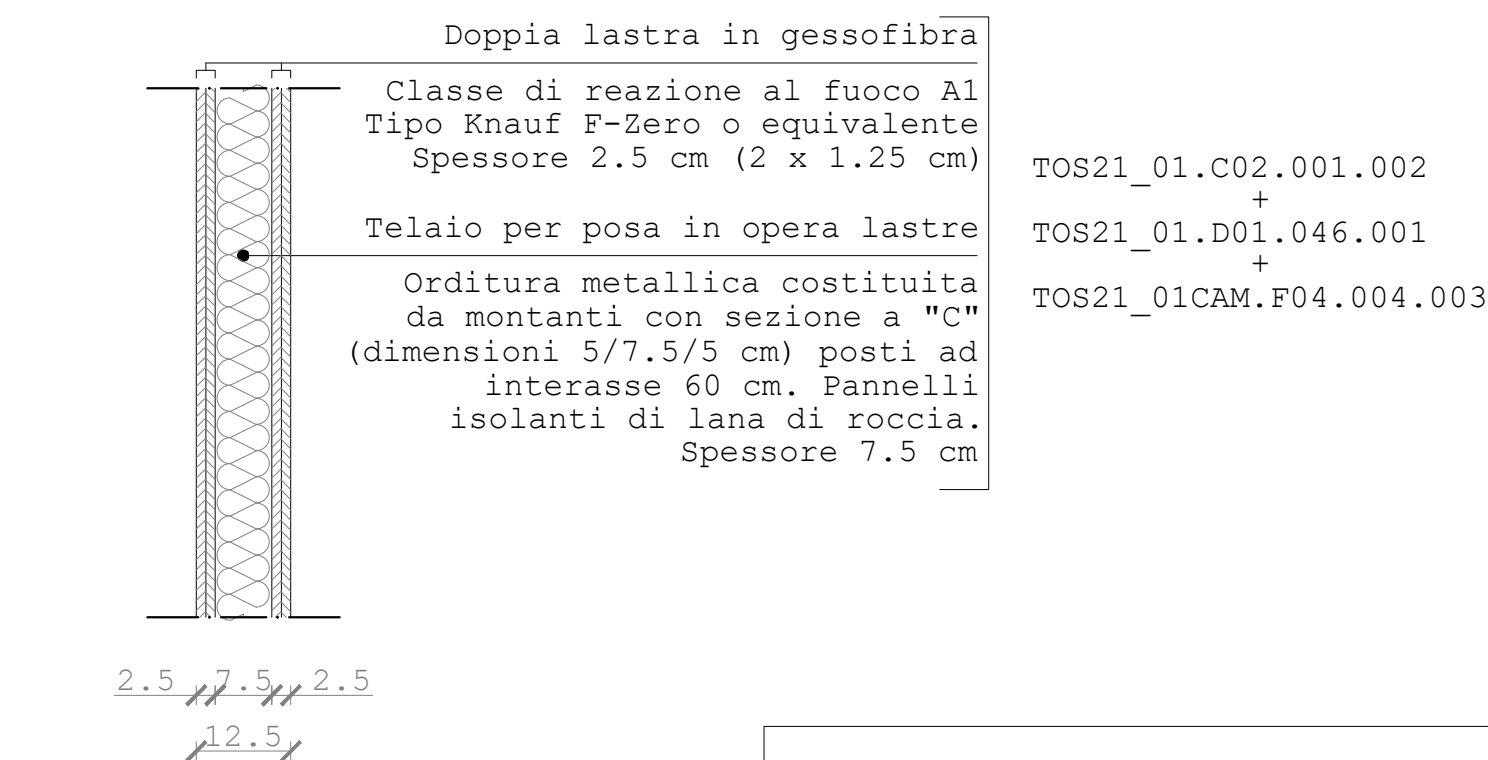 Doppia lastra in gessofibra
Classe di reazione al fuoco A1
Tipo Knauf F-Zero o equivalente
Spessore 2.5 cm (2 x 1.25 cm)
Telaio per posa in opera lastre
Orditura metallica costituita
da montanti con sezione a "C"
(dimensioni 5/7.5/5 cm) posti ad
interasse 60 cm. Pannelli
isolanti di lana di roccia.
Spessore 7.5 cm
TOS21_01.C02.001.002
+
TOS21_01.D01.046.001
+
TOS21_01CAM.F04.004.003
2.5 7.5 2.5
12.5